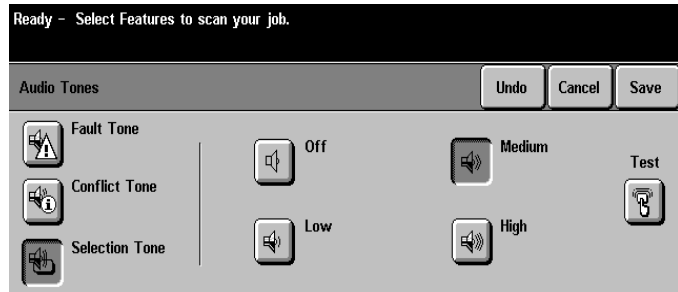 Ready - Select Features to scan your job.
Audio Tones
Undo
Cancel
Save
Fault Tone
Conflict Tone
Selection Tone
Off
Low
Medium
High
Test